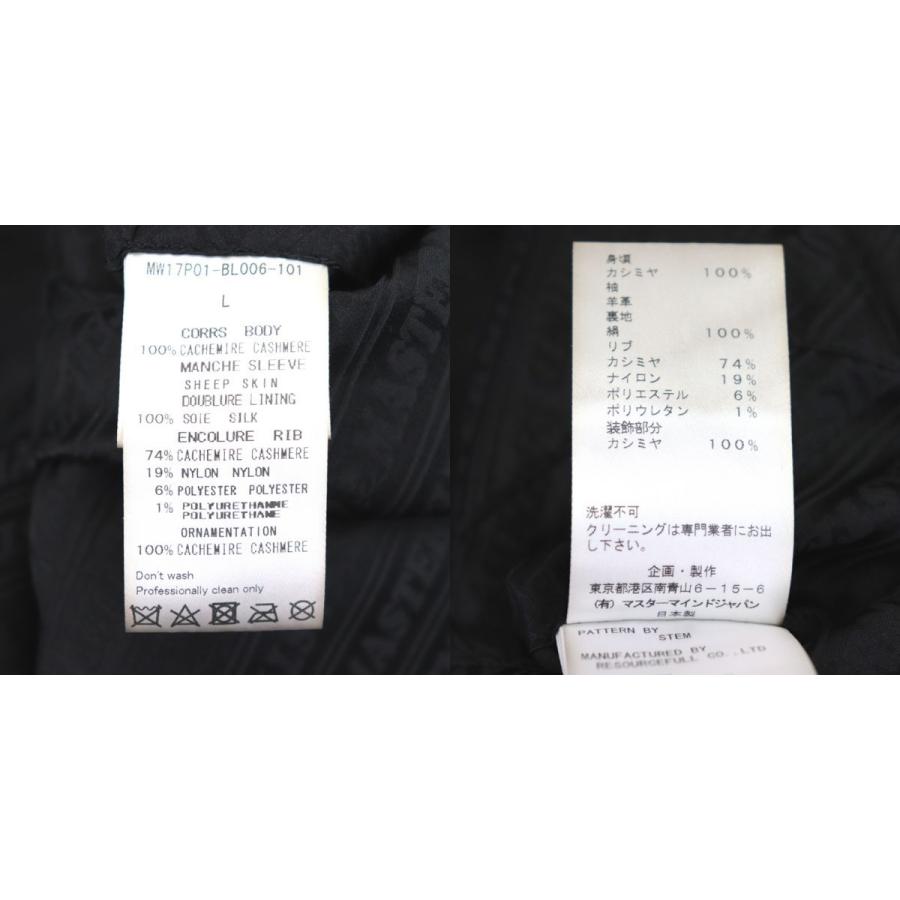 MW17P01-BL006-101
L
CORRS BODY
100% CACHEMIRE CASHMERE
MANCHE SLEEVE
SHEEP SKIN
DOUBLURE LINING
100% SOIE SILK
ENCOLURE RIB
74% CACHEMIRE CASHMERE
19% NYLON NYLON
6% POLYESTER POLYESTER
1% POLYURETHANNE
POLYURETHANE
ORNAMENTATION
100% CACHEMIRE CASHMERE
Don't wash
Professionally clean only
身頃
カシミヤ 100%
袖
羊革
裏地
絹 100%
リブ
カシミヤ 74%
ナイロン 19%
ポリエステル 6%
ポリウレタン 1%
装飾部分
カシミヤ 100%
洗濯不可
クリーニングは専門業者にお出
し下さい。
企画・製作
東京都港区南青山6-15-6
(有) マスターマインドジャパン
日本製
PATTERN BY
STEM
MANUFACTURED BY
RESOURCEFULL CO.,LTD